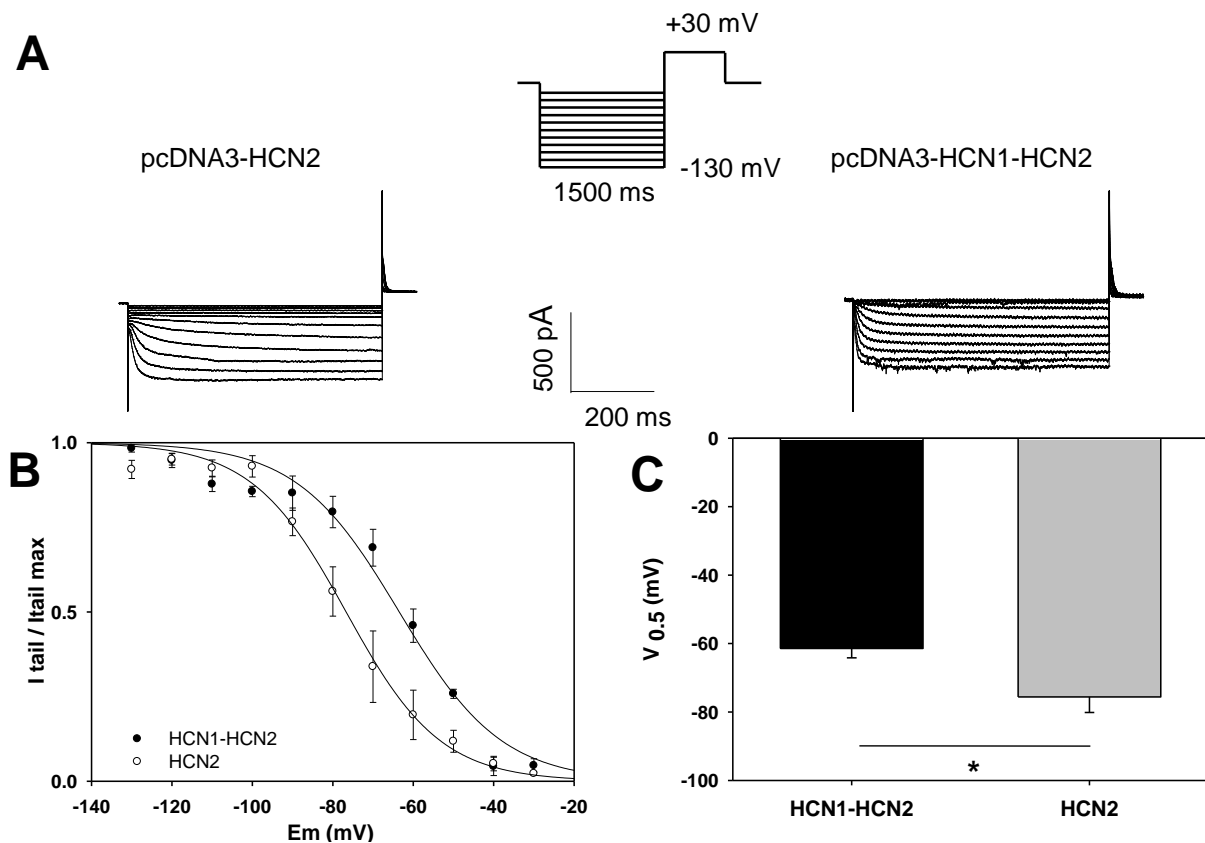 A
+30 mV
-130 mV
1500 ms
pcDNA3-HCN2
pcDNA3-HCN1-HCN2
500 pA
200 ms
B
I tail / Itail max
1.0
0.5
0.0
HCN1-HCN2
HCN2
-140 -120 -100 -80 -60 -40 -20
Em (mV)
C
V 0.5 (mV)
0
-20
-40
-60
-80
-100
*
HCN1-HCN2 HCN2